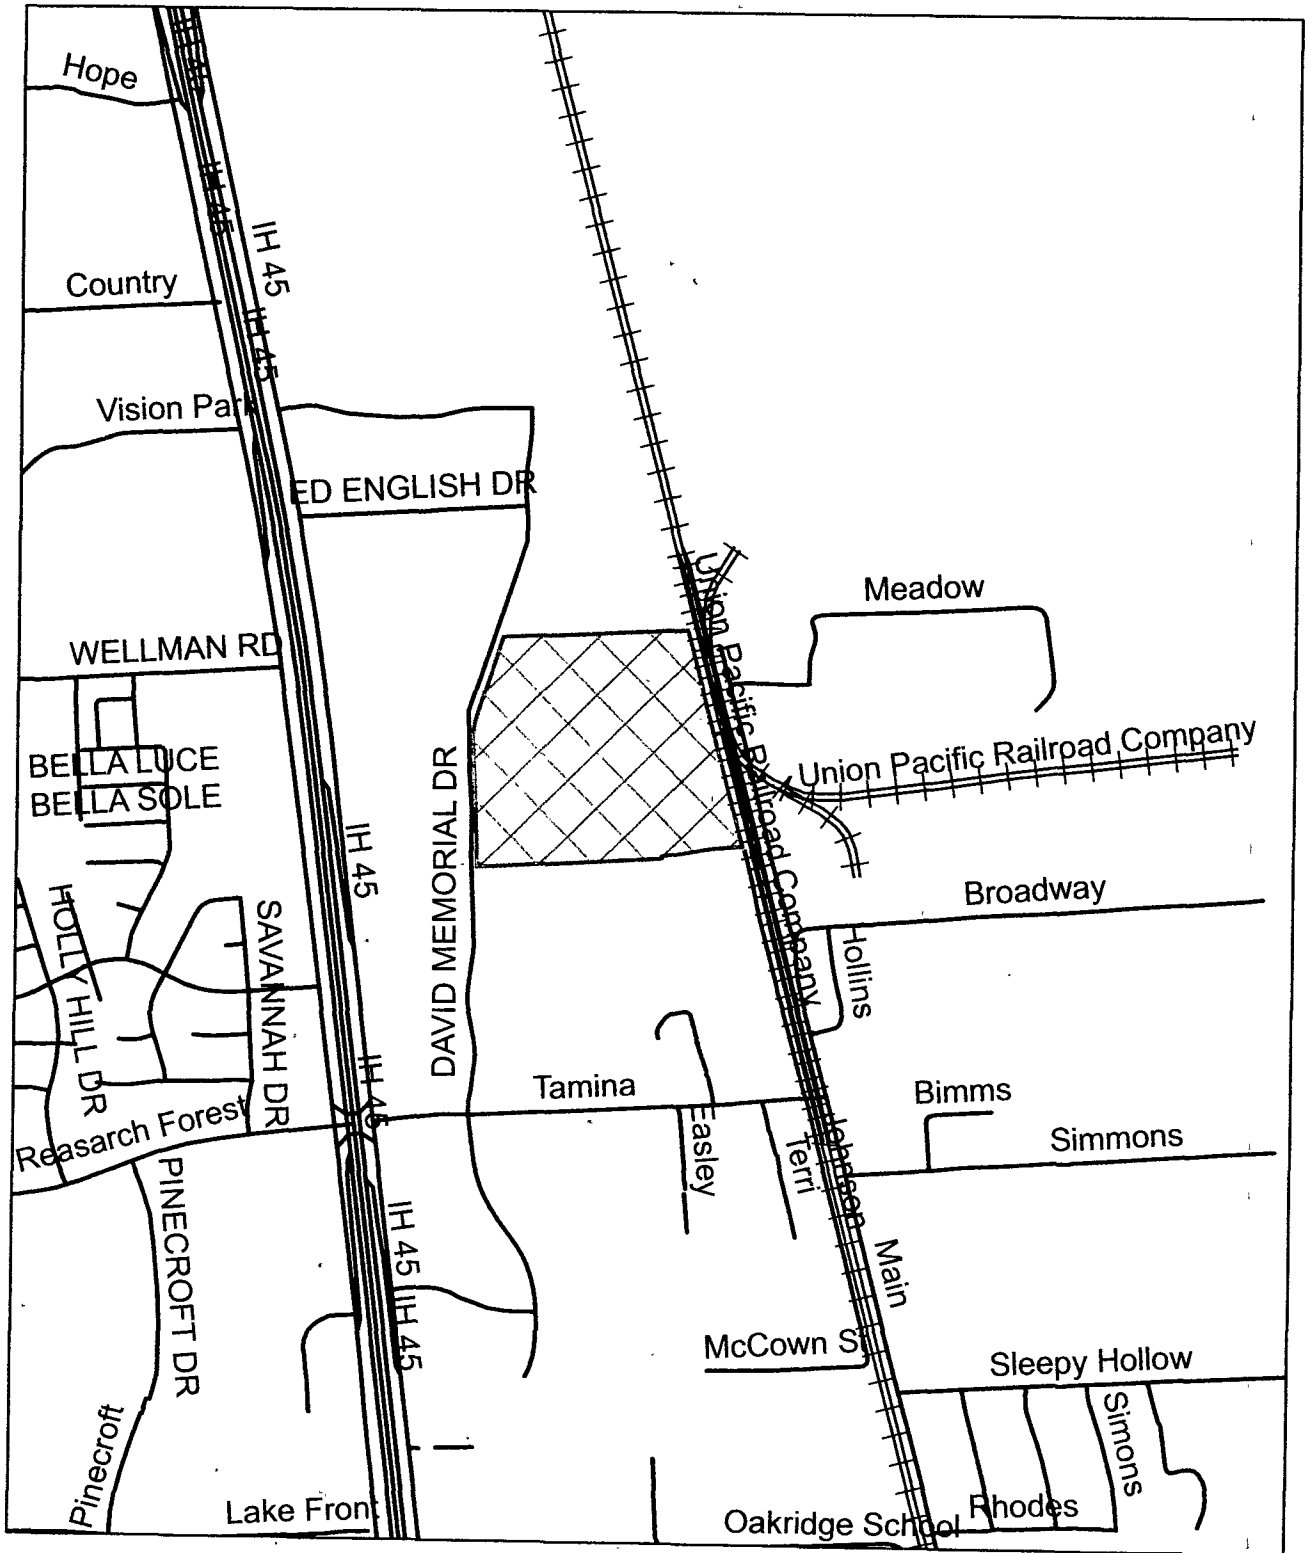 Hope
IH 45
IH 45
IH 45
Country
IH 45
Vision Park
ED ENGLISH DR
Union Pacific Railroad Company
Meadow
WELLMAN RD
Union Pacific Railroad Company
BELLA LUCE
BELLA SOLE
DAVID MEMORIAL DR
IH 45
HOLLY HILL DR
SAVANNAH DR
Broadway
Hollins
IH 45
Tamina
Bimms
Reasarch Forest
Easley
Terri
Johnson
Simmons
PINECROFT DR
IH 45
Main
IH 45
McCown St
Sleepy Hollow
Simons
Pinecroft
Lake Front
Rhodes
Oakridge School